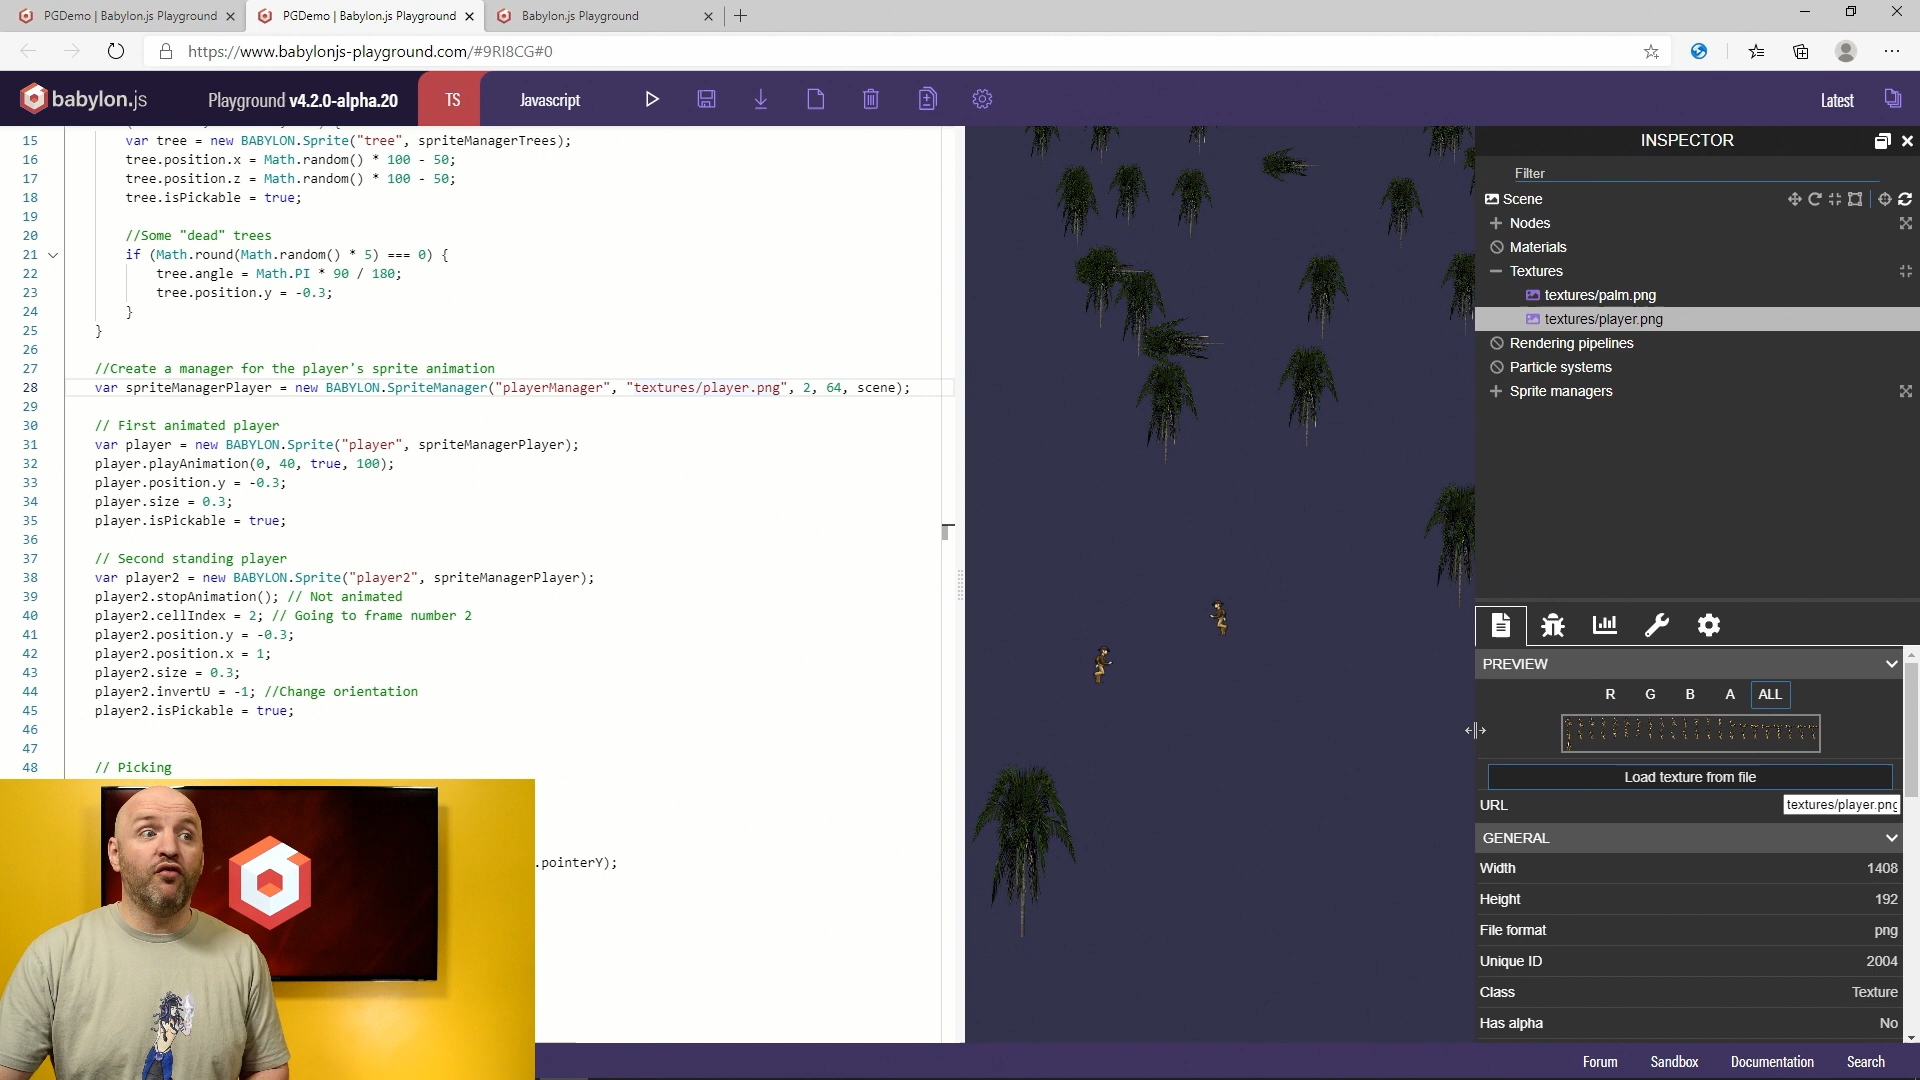 PGDemo | Babylon.js Playground
PGDemo | Babylon.js Playground
Babylon.js Playground
https://www.babylonjs-playground.com/#9RI8CG#0
babylon.js
Playground v4.2.0-alpha.20
TS
Javascript
Latest
15 var tree = new BABYLON.Sprite("tree", spriteManagerTrees);
16 tree.position.x = Math.random() * 100 - 50;
17 tree.position.z = Math.random() * 100 - 50;
18 tree.isPickable = true;
19
20 //Some "dead" trees
21 if (Math.round(Math.random() * 5) === 0) {
22 tree.angle = Math.PI * 90 / 180;
23 tree.position.y = -0.3;
24 }
25 }
26
27 //Create a manager for the player's sprite animation
28 var spriteManagerPlayer = new BABYLON.SpriteManager("playerManager", "textures/player.png", 2, 64, scene);
29
30 // First animated player
31 var player = new BABYLON.Sprite("player", spriteManagerPlayer);
32 player.playAnimation(0, 40, true, 100);
33 player.position.y = -0.3;
34 player.size = 0.3;
35 player.isPickable = true;
36
37 // Second standing player
38 var player2 = new BABYLON.Sprite("player2", spriteManagerPlayer);
39 player2.stopAnimation(); // Not animated
40 player2.cellIndex = 2; // Going to frame number 2
41 player2.position.y = -0.3;
42 player2.position.x = 1;
43 player2.size = 0.3;
44 player2.invertU = -1; //Change orientation
45 player2.isPickable = true;
46
47
48 // Picking
.pointerY);
INSPECTOR
Filter
Scene
Nodes
Materials
Textures
textures/palm.png
textures/player.png
Rendering pipelines
Particle systems
Sprite managers
PREVIEW
R G B A ALL
Load texture from file
URL textures/player.png
GENERAL
Width 1408
Height 192
File format png
Unique ID 2004
Class Texture
Has alpha No
Forum Sandbox Documentation Search